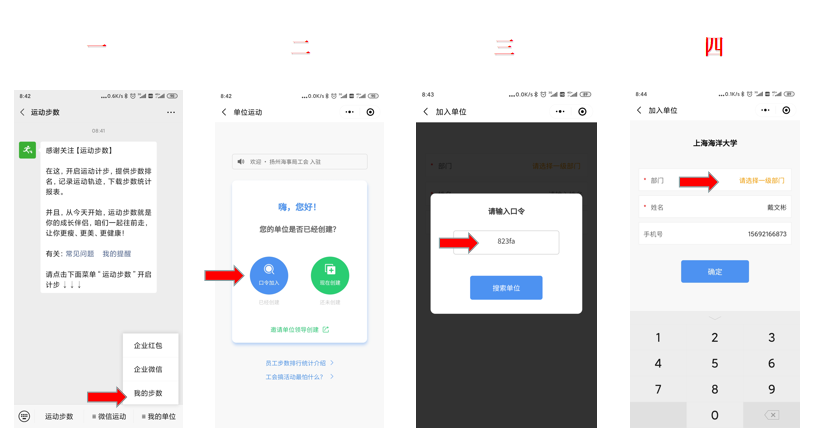 一
二
三
四
8:42
...0.6K/s
运动步数
08:41
感谢关注【运动步数】
在这，开启运动计步，提供步数排
名，记录运动轨迹，下载步数统计
报表。
并且，从今天开始，运动步数就是
你的成长伴侣，咱们一起往前走，
让你更瘦、更美、更健康！
有关：常见问题 我的提醒
请点击下面菜单“运动步数”开启
计步 ↓ ↓ ↓
企业红包
企业微信
我的步数
运动步数
微信运动
我的单位
8:42
...0.0K/s
单位运动
欢迎·扬州海事局工会 入驻
嗨，您好！
您的单位是否已经创建？
口令加入
现在创建
已经创建
还未创建
邀请单位领导创建
员工步数排行统计介绍 >
工会搞活动最怕什么？ >
8:43
...0.0K/s
加入单位
* 部门
请选择一级部门
请输入口令
823fa
搜索单位
8:44
...0.1K/s
加入单位
上海海洋大学
* 部门
请选择一级部门
* 姓名
戴文彬
手机号
15692166873
确定
1 2 3
4 5 6
7 8 9
0